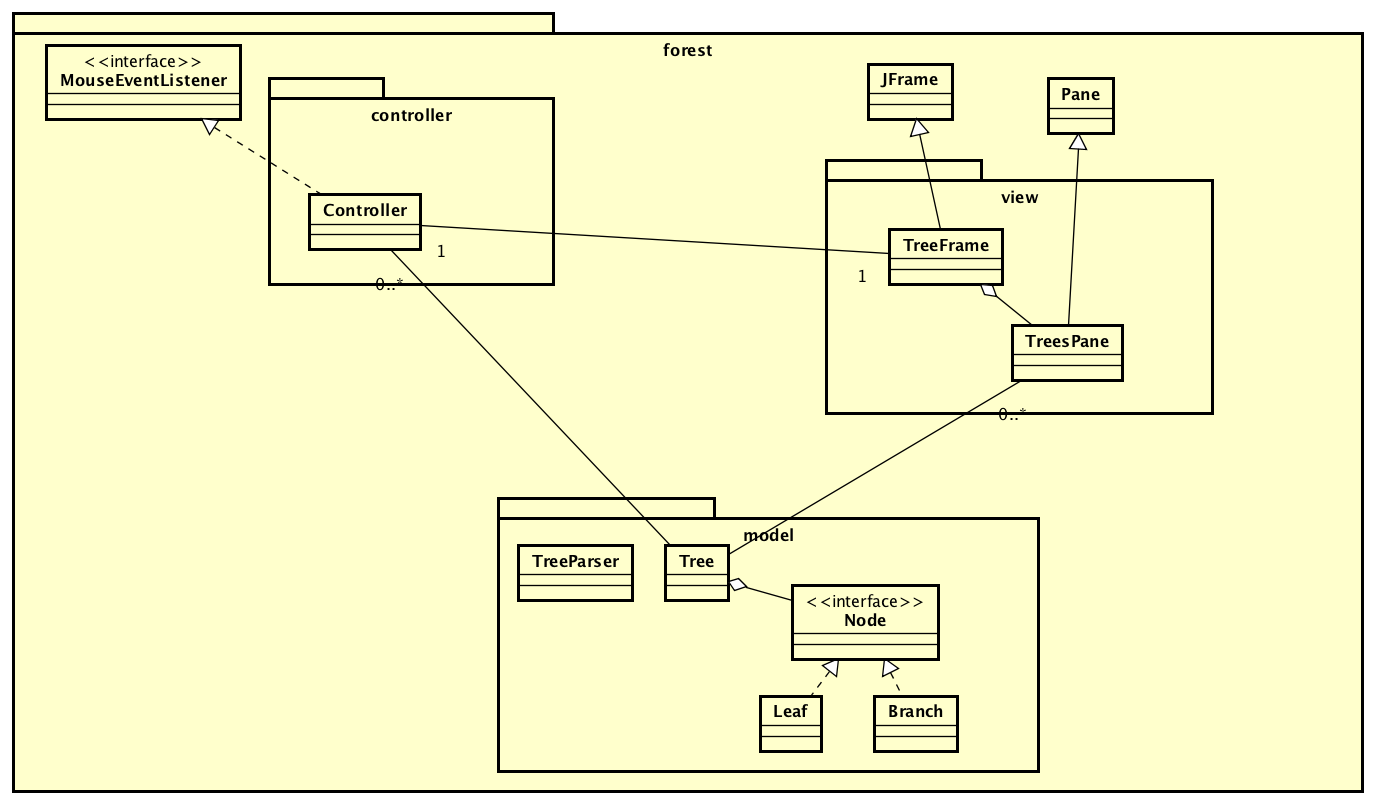 forest
<<interface>>
MouseEventListener
JFrame
Pane
controller
view
Controller
TreeFrame
1
1
0..*
TreesPane
0..*
model
TreeParser
Tree
<<interface>>
Node
Leaf
Branch